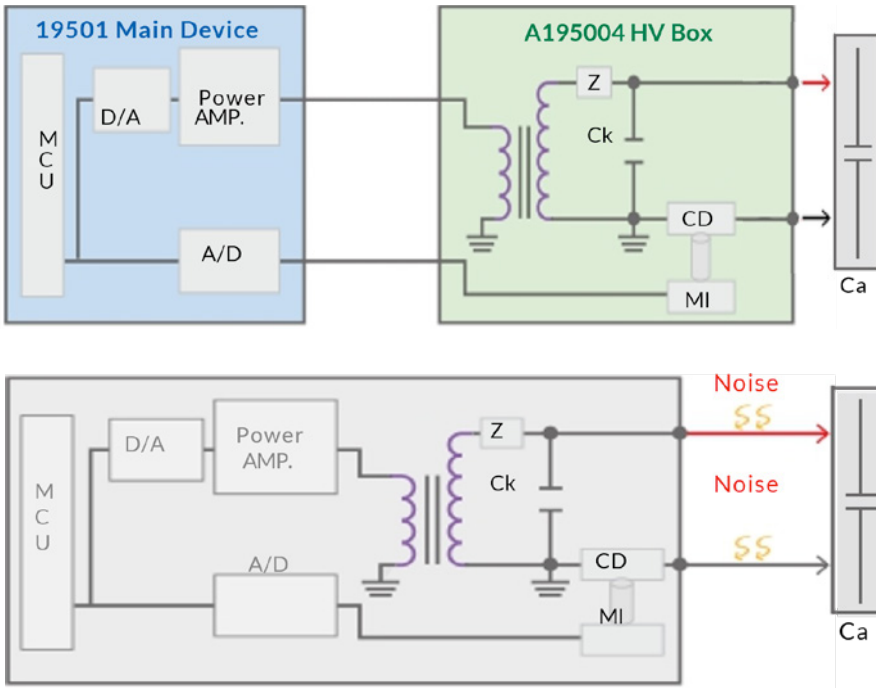 19501 Main Device
A195004 HV Box
M
C
U
D/A
Power
AMP.
A/D
Z
Ck
CD
MI
Ca
Noise
M
C
U
D/A
Power
AMP.
A/D
Z
Ck
CD
MI
Noise
Ca